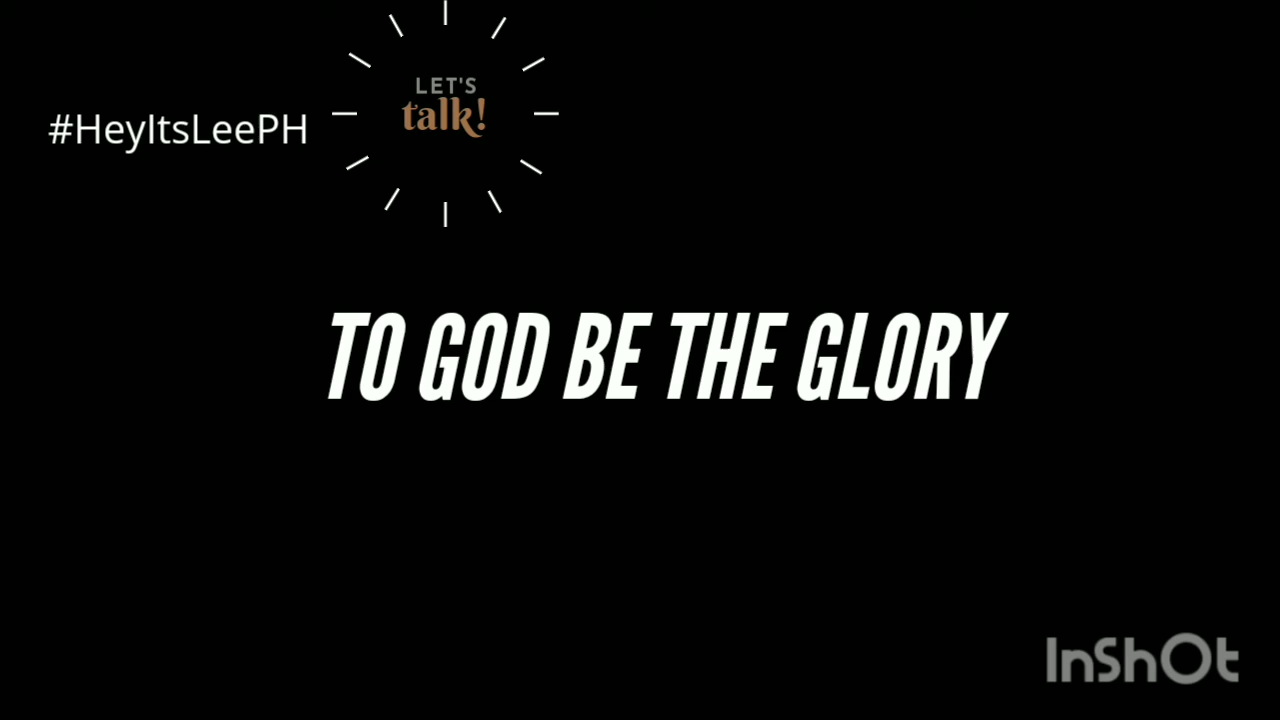 LET'S
talk!
#HeyItsLeePH
TO GOD BE THE GLORY
InShOt